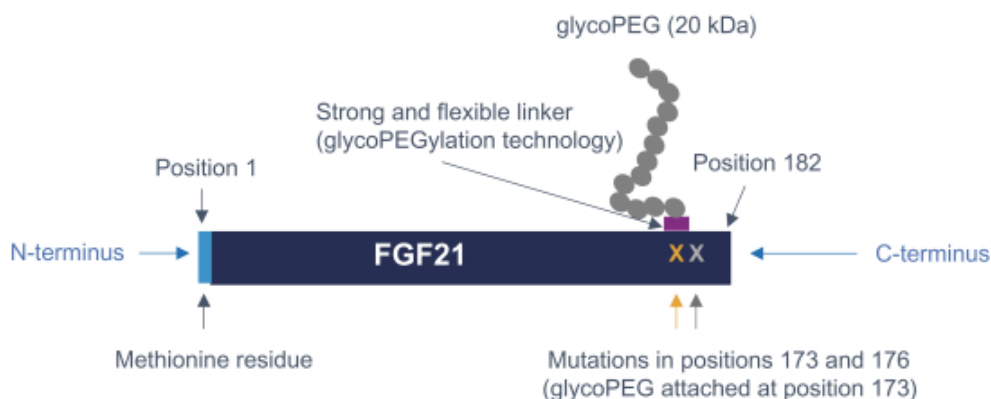 glycoPEG (20 kDa)
Strong and flexible linker
(glycoPEGylation technology)
Position 1
Position 182
N-terminus
FGF21
X X
C-terminus
Methionine residue
Mutations in positions 173 and 176
(glycoPEG attached at position 173)